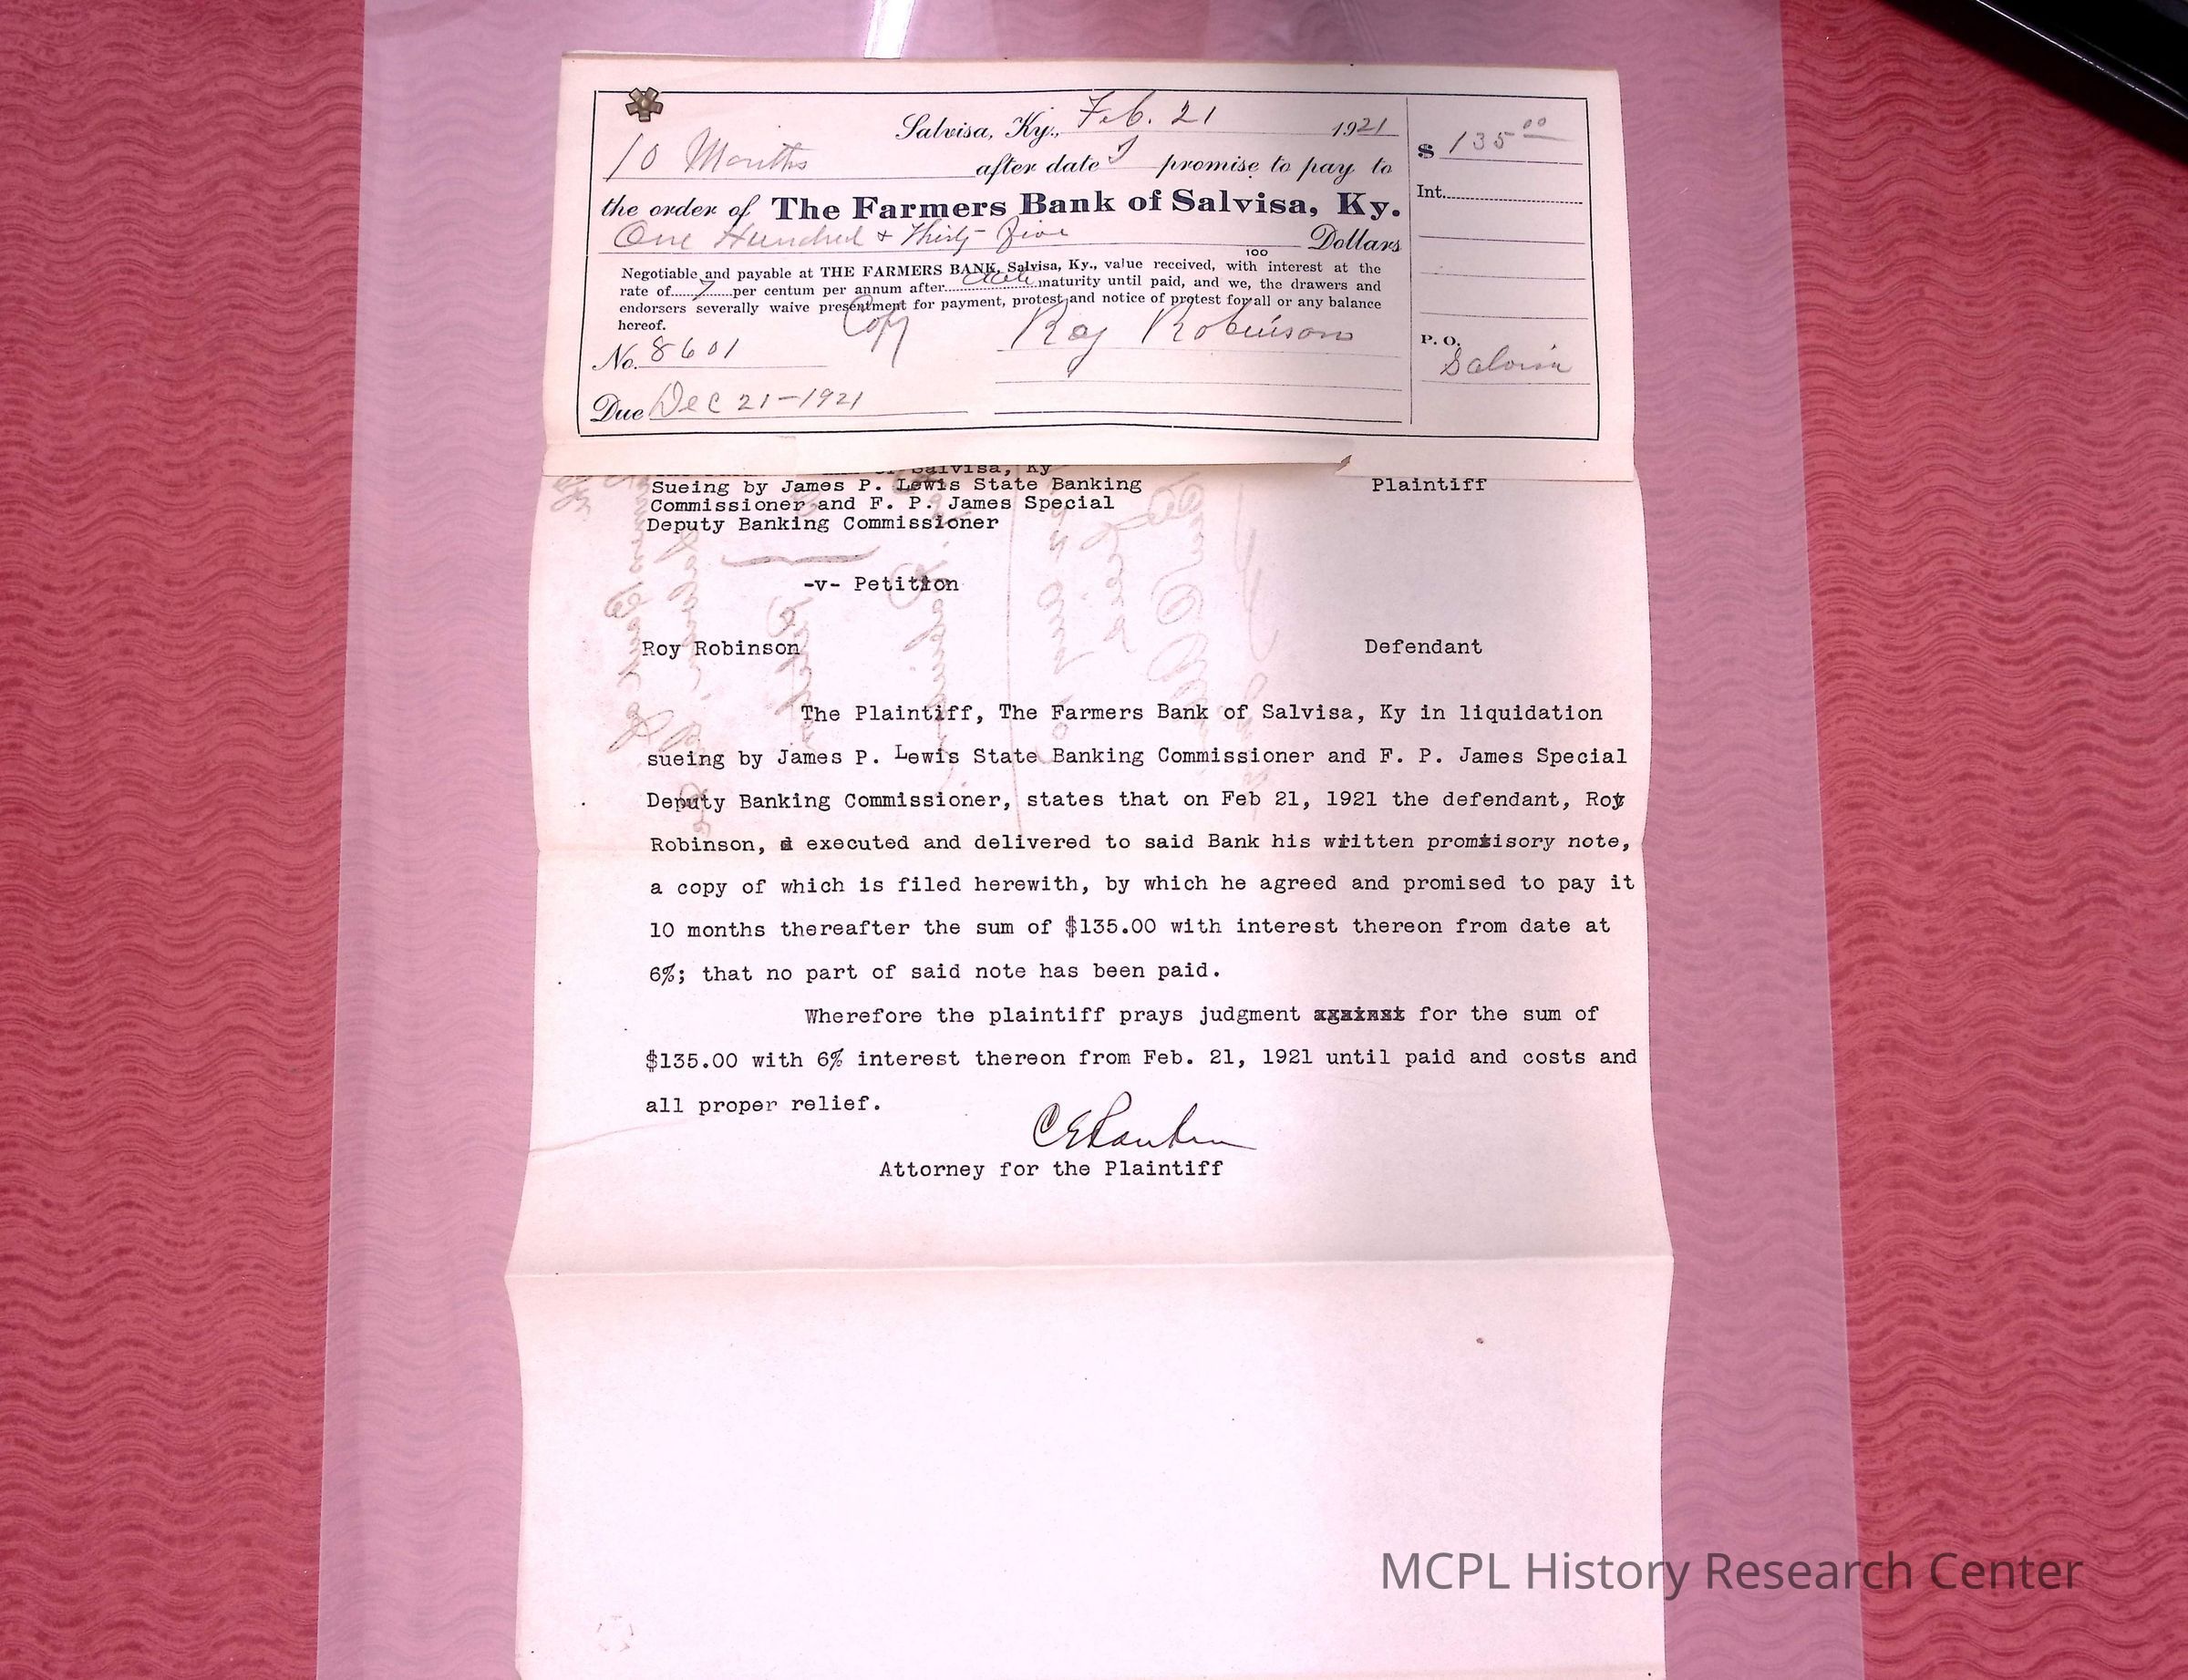 Salvisa, Ky., Feb. 21 1921
$ 135 00
10 Months after date I promise to pay to
the order of The Farmers Bank of Salvisa, Ky.
Int.
One Hundred & Thirty Five Dollars
100
Negotiable and payable at THE FARMERS BANK, Salvisa, Ky., value received, with interest at the
rate of 7 per centum per annum after date maturity until paid, and we, the drawers and
endorsers severally waive presentment for payment, protest and notice of protest for all or any balance
hereof.
Copy
Roy Robinson
No. 8601
P. O.
Salvisa
Due Dec 21-1921
Salvisa, Ky
Sueing by James P. Lewis State Banking
Plaintiff
Commissioner and F. P. James Special
Deputy Banking Commissioner
-v- Petition
Roy Robinson
Defendant
The Plaintiff, The Farmers Bank of Salvisa, Ky in liquidation
sueing by James P. Lewis State Banking Commissioner and F. P. James Special
Deputy Banking Commissioner, states that on Feb 21, 1921 the defendant, Roy
Robinson, executed and delivered to said Bank his written promisisory note,
a copy of which is filed herewith, by which he agreed and promised to pay it
10 months thereafter the sum of $135.00 with interest thereon from date at
6%; that no part of said note has been paid.
Wherefore the plaintiff prays judgment against for the sum of
$135.00 with 6% interest thereon from Feb. 21, 1921 until paid and costs and
all proper relief.
C E Rankin
Attorney for the Plaintiff
MCPL History Research Center